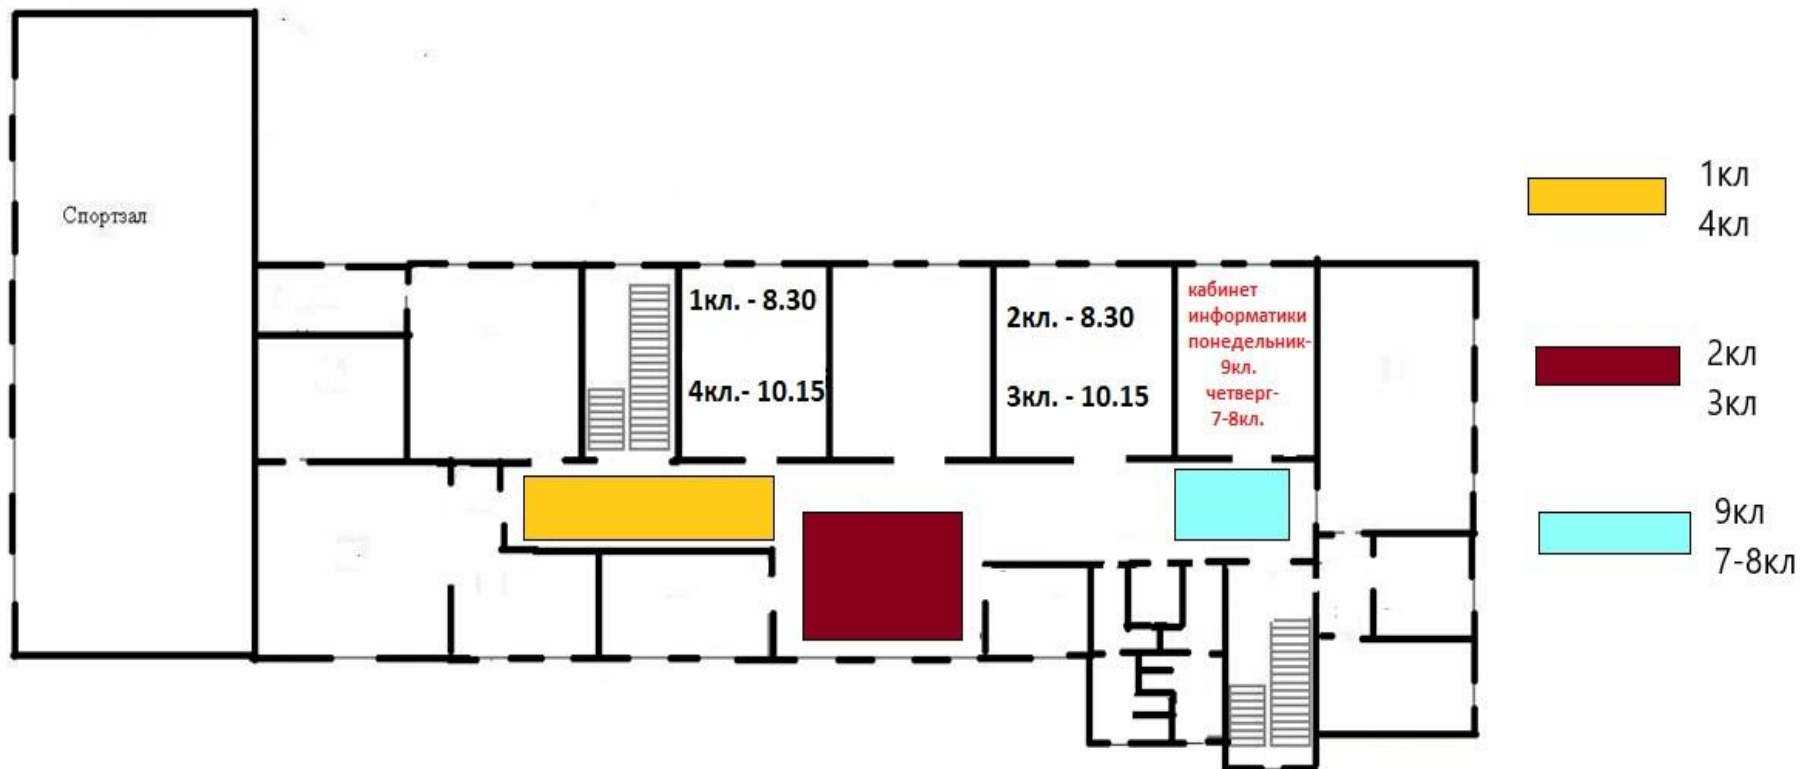 Спортзал
1кл. - 8.30
4кл.- 10.15
2кл. - 8.30
3кл. - 10.15
кабинет
информатики
понедельник-
9кл.
четверг-
7-8кл.
1кл
4кл
2кл
3кл
9кл
7-8кл